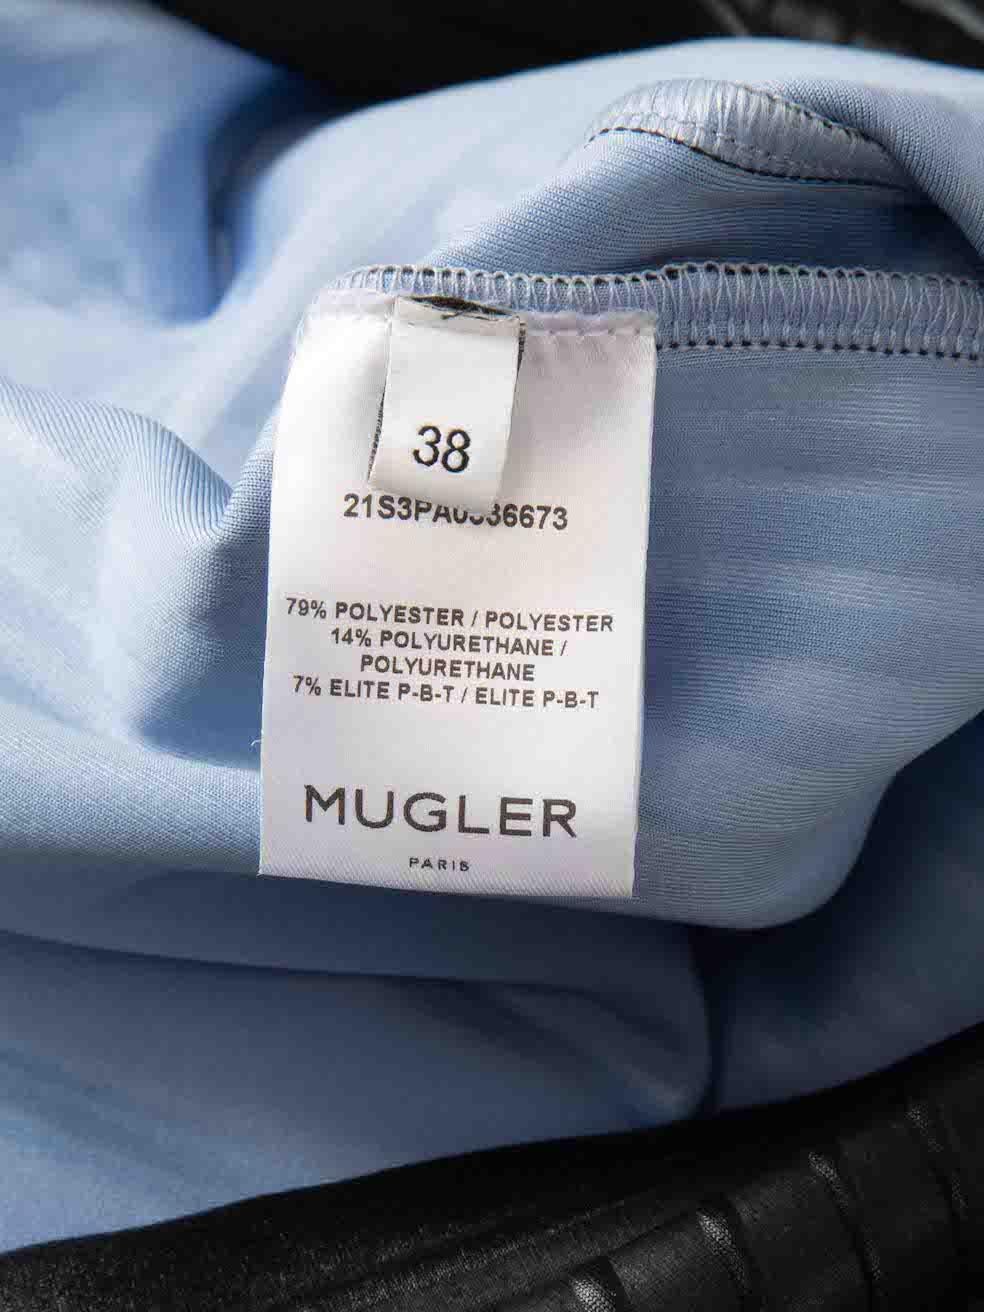 38
79% POLYESTER / POLYESTER
14% POLYURETHANE /
POLYURETHANE
7% ELITE P-B-T / ELITE P-B-T
MUGLER
PARIS